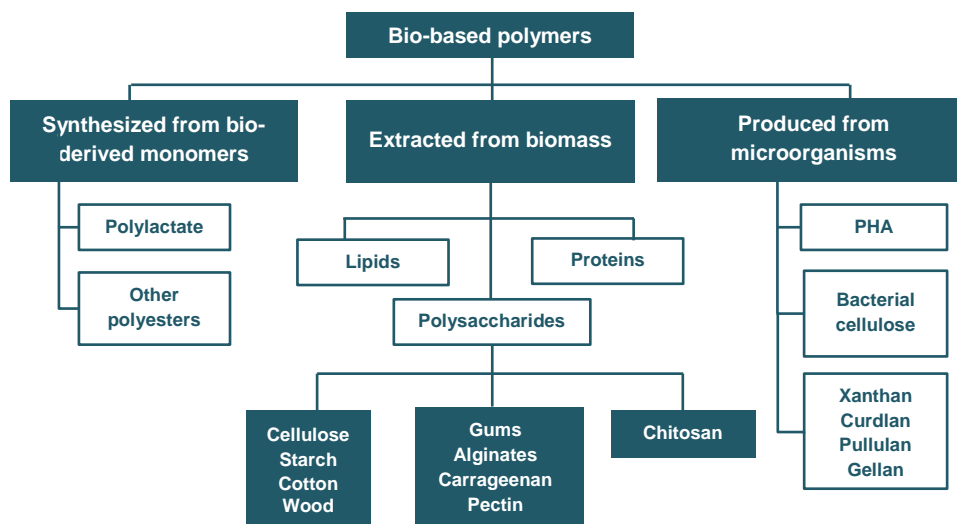 Bio-based polymers
Synthesized from bio-
derived monomers
Extracted from biomass
Produced from
microorganisms
Polylactate
Other
polyesters
Lipids
Proteins
Polysaccharides
Cellulose
Starch
Cotton
Wood
Gums
Alginates
Carrageenan
Pectin
Chitosan
PHA
Bacterial
cellulose
Xanthan
Curdlan
Pullulan
Gellan